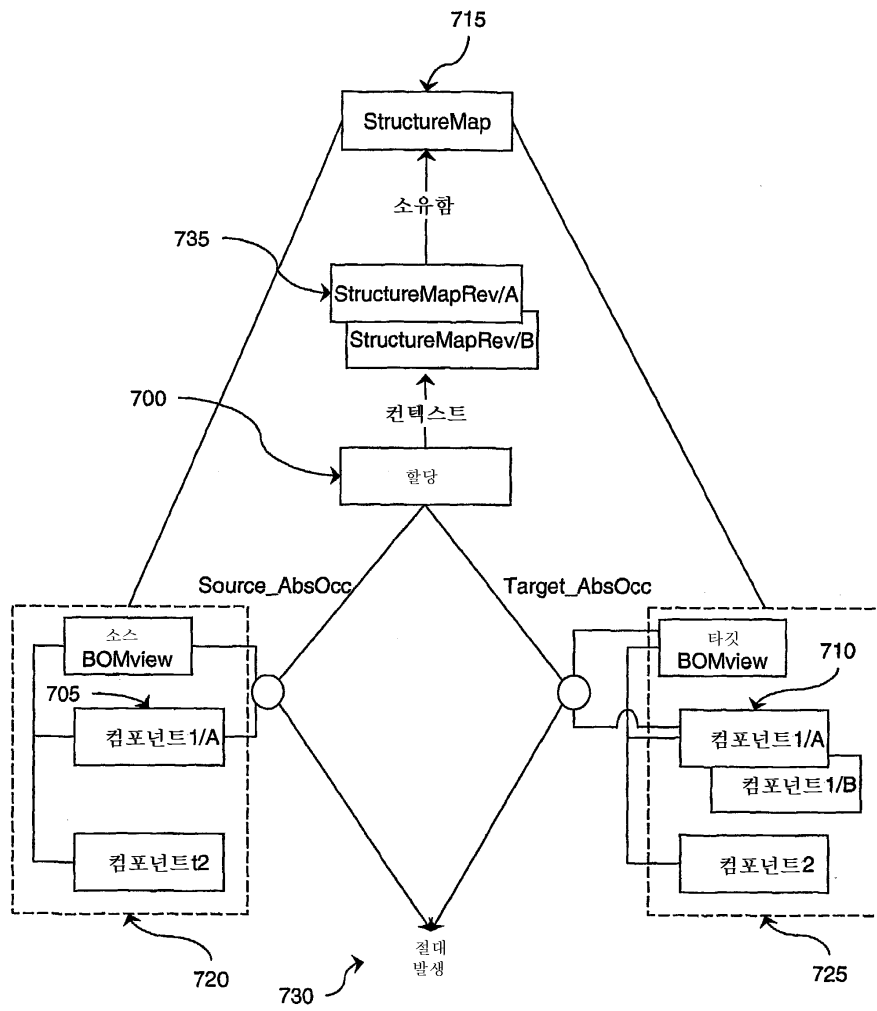 715
StructureMap
소유함
735
StructureMapRev/A
StructureMapRev/B
700
컨텍스트
할당
Source_AbsOcc
Target_AbsOcc
소스
BOMview
타깃
BOMview
705
710
컴포넌트1/A
컴포넌트1/A
컴포넌트1/B
컴포넌트t2
컴포넌트2
720
절대
발생
730
725